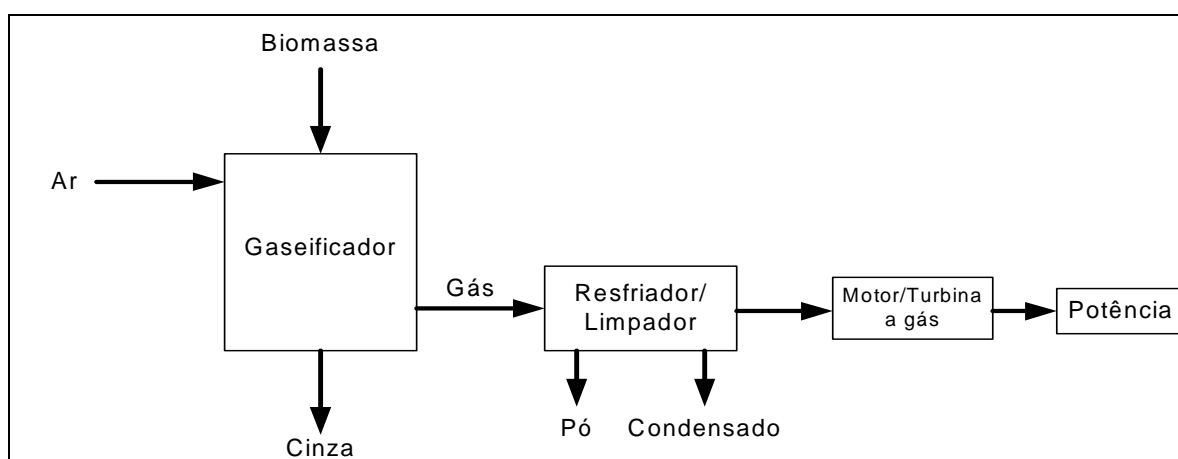 Biomassa
Ar
Gaseificador
Gás
Resfriador/
Limpador
Motor/Turbina
a gás
Potência
Pó
Condensado
Cinza